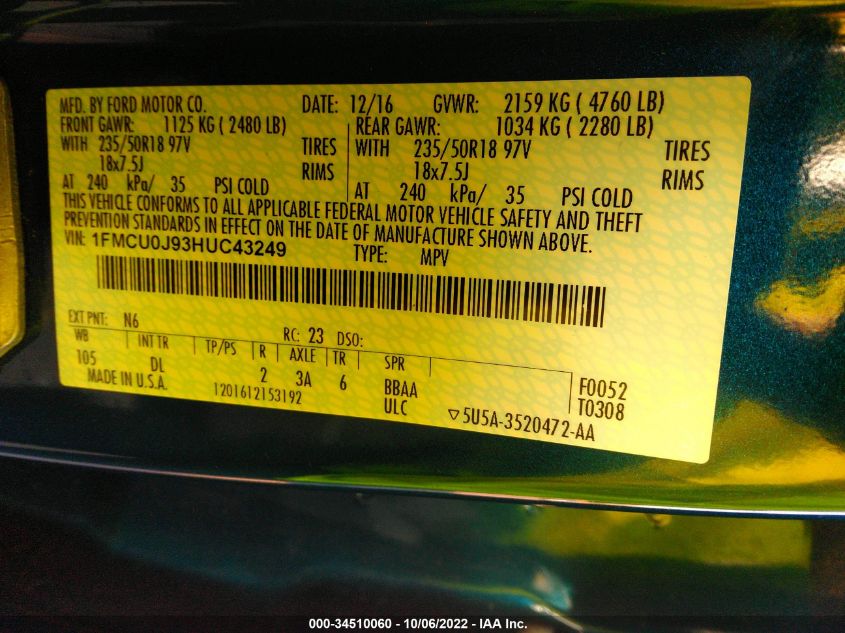 MFD. BY FORD MOTOR CO. DATE: 12/16 GVWR: 2159 KG ( 4760 LB)
FRONT GAWR: 1125 KG ( 2480 LB) REAR GAWR: 1034 KG ( 2280 LB)
WITH 235/50R18 97V TIRES WITH 235/50R18 97V TIRES
18x7.5J RIMS 18x7.5J RIMS
AT 240 kPa/ 35 PSI COLD AT 240 kPa/ 35 PSI COLD
THIS VEHICLE CONFORMS TO ALL APPLICABLE FEDERAL MOTOR VEHICLE SAFETY AND THEFT
PREVENTION STANDARDS IN EFFECT ON THE DATE OF MANUFACTURE SHOWN ABOVE.
VIN: 1FMCU0J93HUC43249 TYPE: MPV
EXT PNT: N6 RC: 23 DSO:
WB INT TR TP/PS R AXLE TR SPR
105 DL 2 3A 6 BBAA F0052
MADE IN U.S.A. 1201612153192 ULC ▽5U5A-3520472-AA T0308
000-34510060 - 10/06/2022 - IAA Inc.